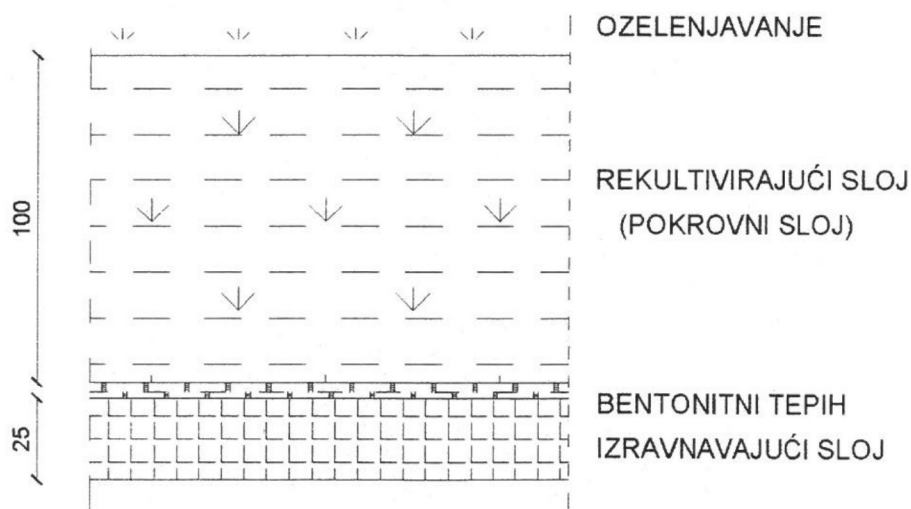 OZELENJAVANJE
100
REKULTIVIRAJUĆI SLOJ
(POKROVNI SLOJ)
25
BENTONITNI TEPIH
IZRAVNAVAJUĆI SLOJ